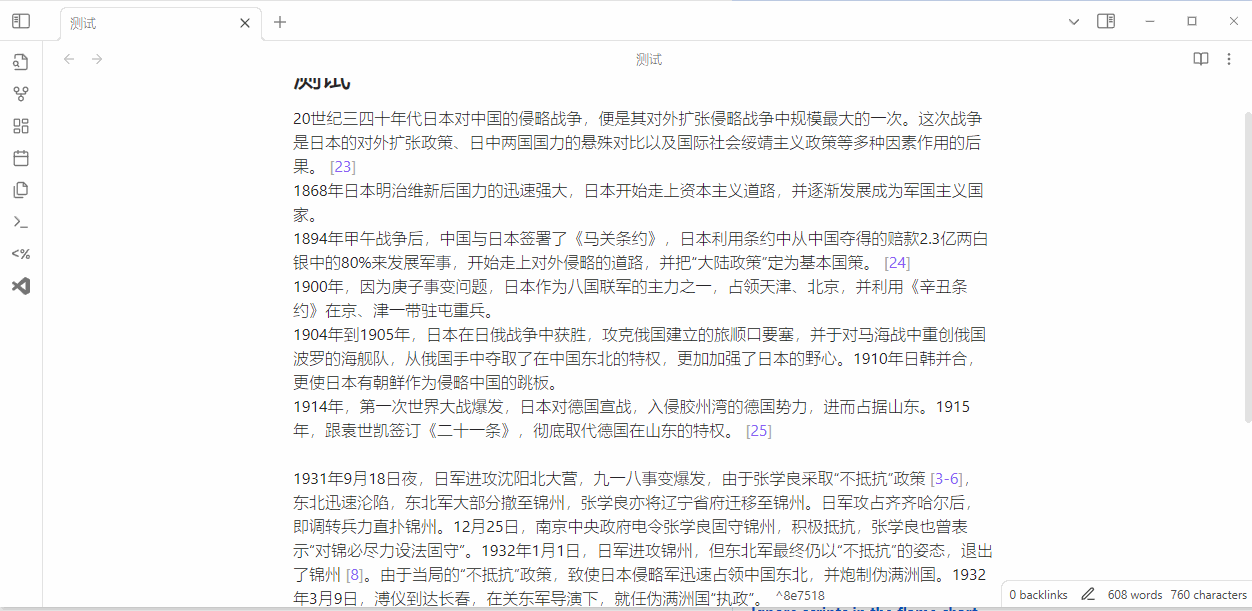 测试
测试
测试
20世纪三四十年代日本对中国的侵略战争，便是其对外扩张侵略战争中规模最大的一次。这次战争
是日本的对外扩张政策、日中两国国力的悬殊对比以及国际社会绥靖主义政策等多种因素作用的后
果。 [23]
1868年日本明治维新后国力的迅速强大，日本开始走上资本主义道路，并逐渐发展成为军国主义国
家。
1894年甲午战争后，中国与日本签署了《马关条约》，日本利用条约中从中国夺得的赔款2.3亿两白
银中的80%来发展军事，开始走上对外侵略的道路，并把“大陆政策”定为基本国策。 [24]
1900年，因为庚子事变问题，日本作为八国联军的主力之一，占领天津、北京，并利用《辛丑条
约》在京、津一带驻屯重兵。
1904年到1905年，日本在日俄战争中获胜，攻克俄国建立的旅顺口要塞，并于对马海战中重创俄国
波罗的海舰队，从俄国手中夺取了在中国东北的特权，更加加强了日本的野心。1910年日韩并合，
更使日本有朝鲜作为侵略中国的跳板。
1914年，第一次世界大战爆发，日本对德国宣战，入侵胶州湾的德国势力，进而占据山东。1915
年，跟袁世凯签订《二十一条》，彻底取代德国在山东的特权。 [25]
1931年9月18日夜，日军进攻沈阳北大营，九一八事变爆发，由于张学良采取“不抵抗”政策 [3-6]，
东北迅速沦陷，东北军大部分撤至锦州，张学良亦将辽宁省府迁移至锦州。日军攻占齐齐哈尔后，
即调转兵力直扑锦州。12月25日，南京中央政府电令张学良固守锦州，积极抵抗，张学良也曾表
示“对锦必尽力设法固守”。1932年1月1日，日军进攻锦州，但东北军最终仍以“不抵抗”的姿态，退出
了锦州 [8]。由于当局的“不抵抗”政策，致使日本侵略军迅速占领中国东北，并炮制伪满洲国。1932
年3月9日，溥仪到达长春，在关东军导演下，就任伪满洲国“执政”。 ^8e7518
0 backlinks 608 words 760 characters
Ignore scripts in the flame chart